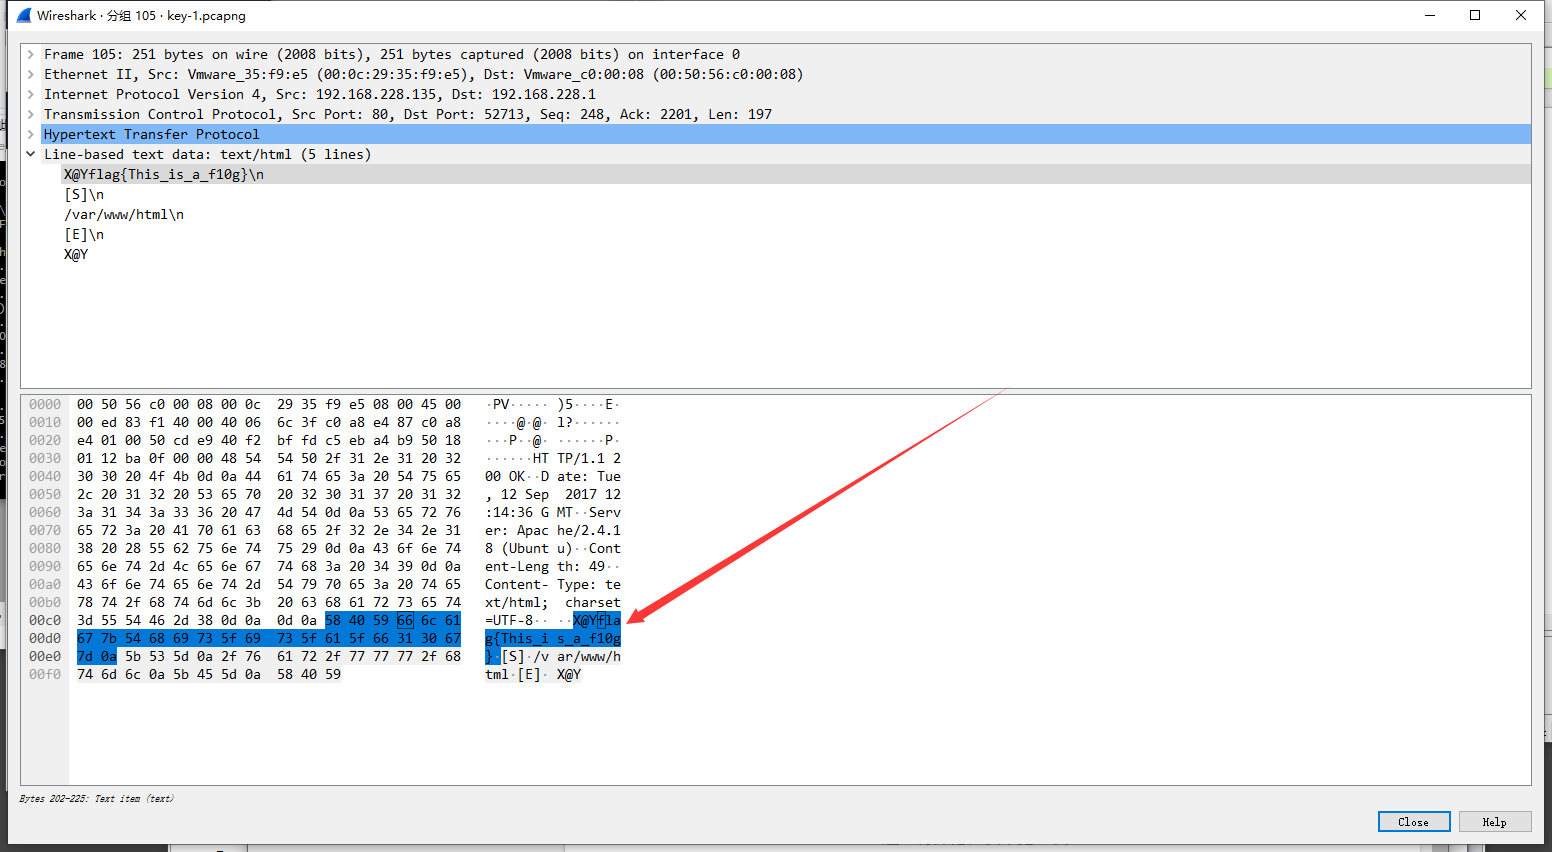 Wireshark · 分组 105 · key-1.pcapng
Frame 105: 251 bytes on wire (2008 bits), 251 bytes captured (2008 bits) on interface 0
Ethernet II, Src: Vmware_35:f9:e5 (00:0c:29:35:f9:e5), Dst: Vmware_c0:00:08 (00:50:56:c0:00:08)
Internet Protocol Version 4, Src: 192.168.228.135, Dst: 192.168.228.1
Transmission Control Protocol, Src Port: 80, Dst Port: 52713, Seq: 248, Ack: 2201, Len: 197
Hypertext Transfer Protocol
Line-based text data: text/html (5 lines)
X@Yflag{This_is_a_f10g}\n
[S]\n
/var/www/html\n
[E]\n
X@Y
0000 00 50 56 c0 00 08 00 0c 29 35 f9 e5 08 00 45 00 ·PV····· )5····E·
0010 00 ed 83 f1 40 00 40 06 6c 3f c0 a8 e4 87 c0 a8 ····@·@· l?······
0020 e4 01 00 50 cd e9 40 f2 bf fd c5 eb a4 b9 50 18 ···P··@· ······P·
0030 01 12 ba 0f 00 00 48 54 54 50 2f 31 2e 31 20 32 ······HT TP/1.1 2
0040 30 30 20 4f 4b 0d 0a 44 61 74 65 3a 20 54 75 65 00 OK··D ate: Tue
0050 2c 20 31 32 20 53 65 70 20 32 30 31 37 20 31 32 , 12 Sep  2017 12
0060 3a 31 34 3a 33 36 20 47 4d 54 0d 0a 53 65 72 76 :14:36 G MT··Serv
0070 65 72 3a 20 41 70 61 63 68 65 2f 32 2e 34 2e 31 er: Apac he/2.4.1
0080 38 20 28 55 62 75 6e 74 75 29 0d 0a 43 6f 6e 74 8 (Ubunt u)··Cont
0090 65 6e 74 2d 4c 65 6e 67 74 68 3a 20 34 39 0d 0a ent-Leng th: 49··
00a0 43 6f 6e 74 65 6e 74 2d 54 79 70 65 3a 20 74 65 Content- Type: te
00b0 78 74 2f 68 74 6d 6c 3b 20 63 68 61 72 73 65 74 xt/html;  charset
00c0 3d 55 54 46 2d 38 0d 0a 0d 0a 58 40 59 66 6c 61 =UTF-8·· ··X@Yfla
00d0 67 7b 54 68 69 73 5f 69 73 5f 61 5f 66 31 30 67 g{This_i s_a_f10g
00e0 7d 0a 5b 53 5d 0a 2f 76 61 72 2f 77 77 77 2f 68 }·[S]·/v ar/www/h
00f0 74 6d 6c 0a 5b 45 5d 0a 58 40 59 tml·[E]· X@Y
Bytes 202-225: Text item (text)
Close Help